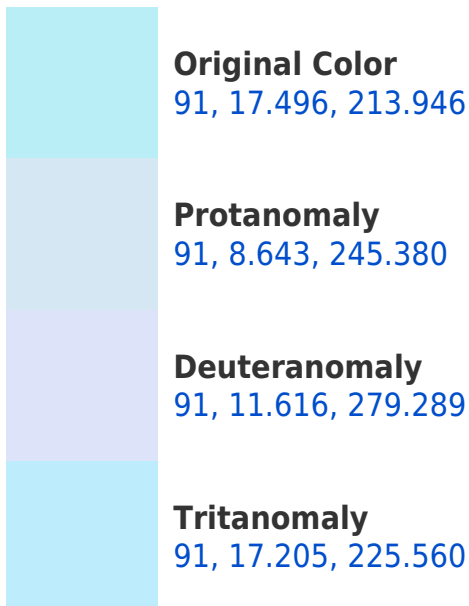 Original Color
91, 17.496, 213.946
Protanomaly
91, 8.643, 245.380
Deuteranomaly
91, 11.616, 279.289
Tritanomaly
91, 17.205, 225.560